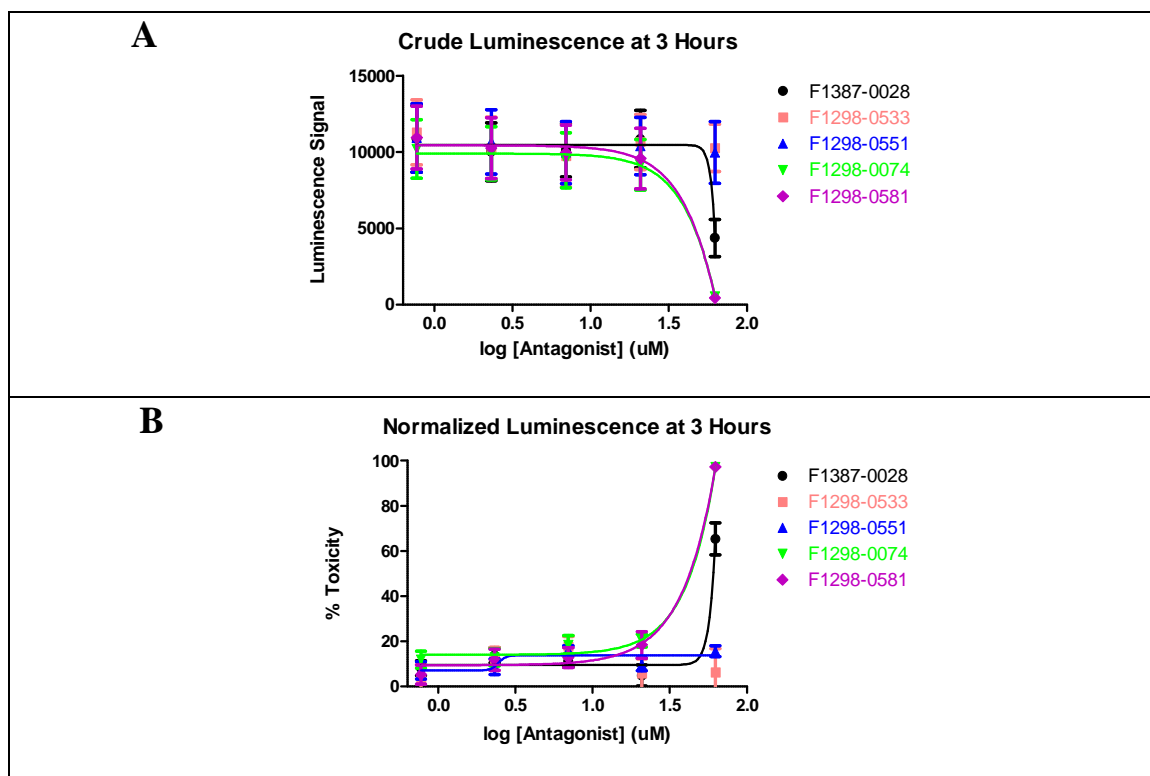 A
Crude Luminescence at 3 Hours
15000
10000
5000
0
Luminescence Signal
0.0 0.5 1.0 1.5 2.0
log [Antagonist] (uM)
F1387-0028
F1298-0533
F1298-0551
F1298-0074
F1298-0581
B
Normalized Luminescence at 3 Hours
100
80
60
40
20
0
% Toxicity
0.0 0.5 1.0 1.5 2.0
log [Antagonist] (uM)
F1387-0028
F1298-0533
F1298-0551
F1298-0074
F1298-0581